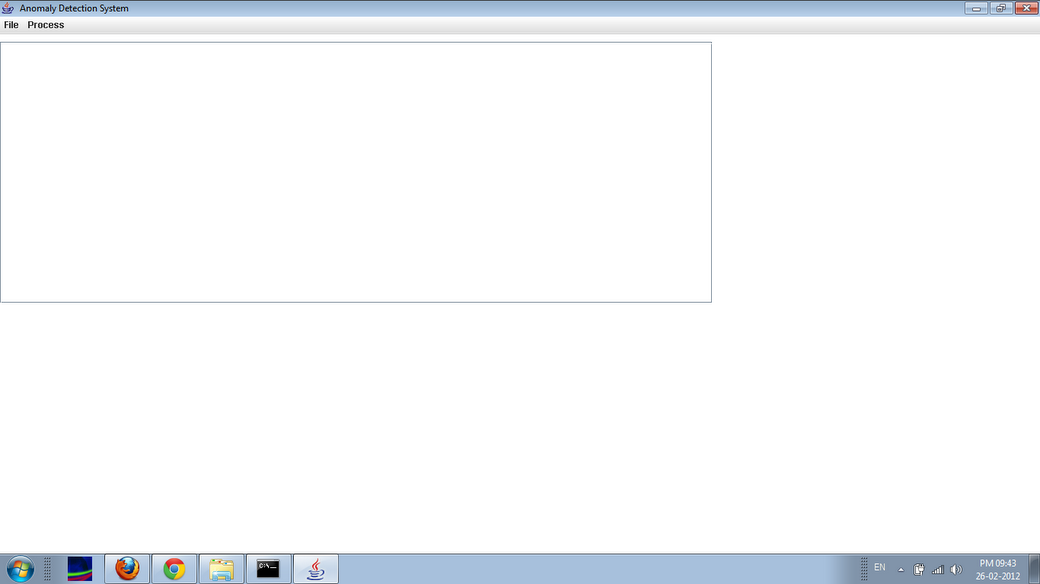 Anomaly Detection System
File Process
C:\.
EN
PM 09:43
26-02-2012